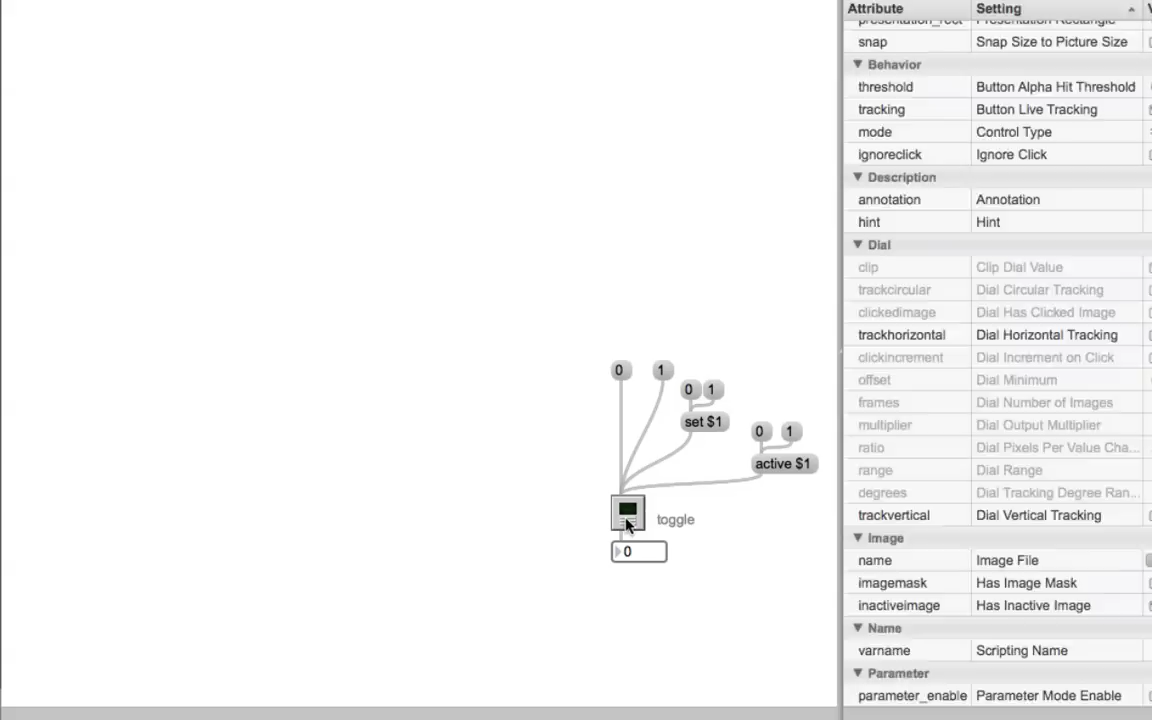 Attribute Setting V
presentation_rect Presentation Rectangle
snap Snap Size to Picture Size
Behavior
threshold Button Alpha Hit Threshold
tracking Button Live Tracking
mode Control Type
ignoreclick Ignore Click
Description
annotation Annotation
hint Hint
Dial
clip Clip Dial Value
trackcircular Dial Circular Tracking
clickedimage Dial Has Clicked Image
trackhorizontal Dial Horizontal Tracking
clickincrement Dial Increment on Click
offset Dial Minimum
frames Dial Number of Images
multiplier Dial Output Multiplier
ratio Dial Pixels Per Value Cha...
range Dial Range
degrees Dial Tracking Degree Ran...
trackvertical Dial Vertical Tracking
Image
name Image File
imagemask Has Image Mask
inactiveimage Has Inactive Image
Name
varname Scripting Name
Parameter
parameter_enable Parameter Mode Enable
0 1
0 1
set $1
0 1
active $1
toggle
0